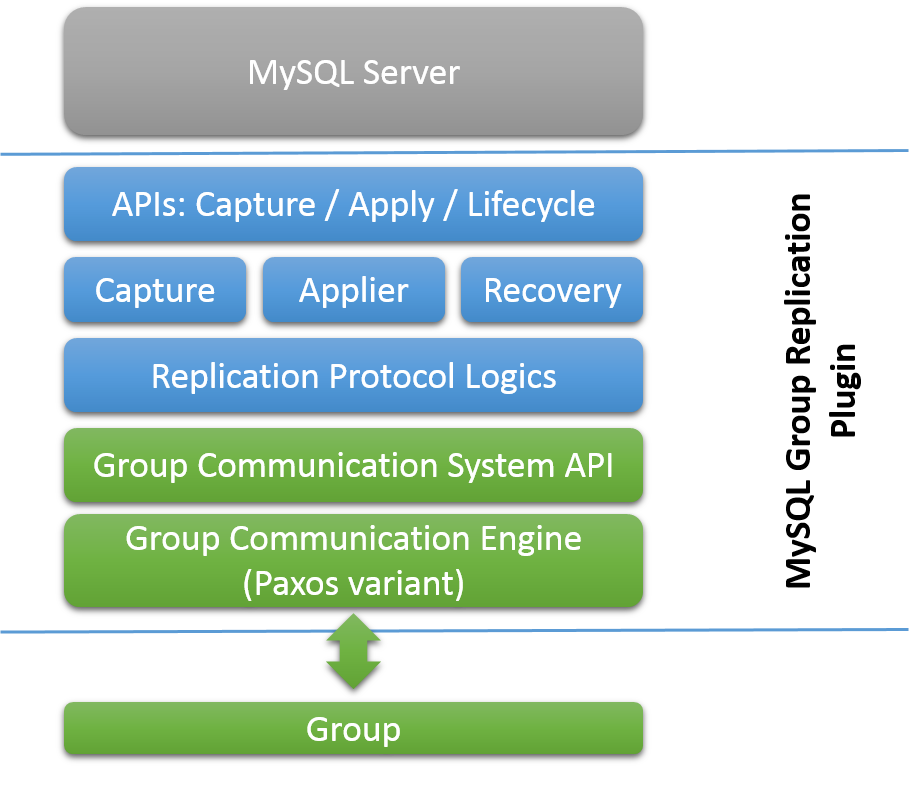 MySQL Server
APIs: Capture / Apply / Lifecycle
Capture
Applier
Recovery
Replication Protocol Logics
Group Communication System API
Group Communication Engine
(Paxos variant)
Group
MySQL Group Replication
Plugin